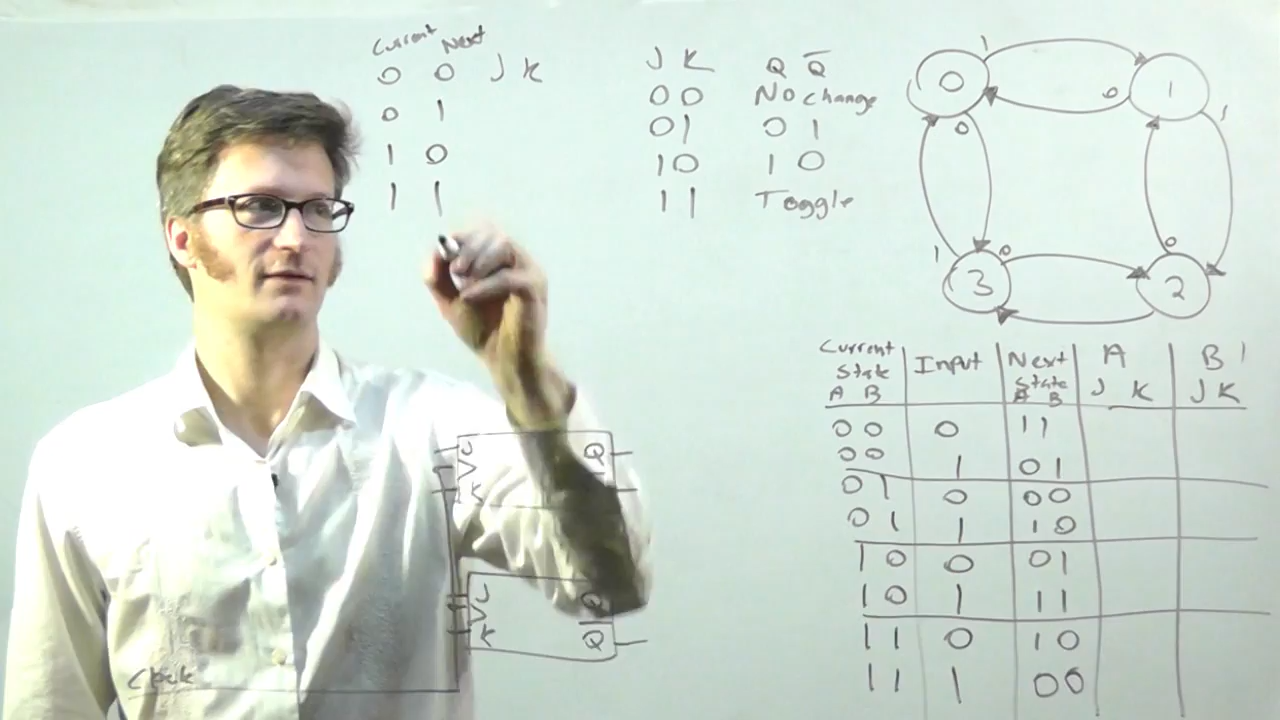 Current Next
0 0 J K
0 1
1 0
1 1
J K Q Q̅
0 0 No change
0 1 0 1
1 0 1 0
1 1 Toggle
0 1 1
0 0 1
1 0 0
3 2
J Q
K Q̅
J Q
K Q̅
Clock
Current State Input Next State A B
A B A B J K J K
0 0 0 1 1
0 0 1 0 1
0 1 0 0 0
0 1 1 1 0
1 0 0 0 1
1 0 1 1 1
1 1 0 1 0
1 1 1 0 0